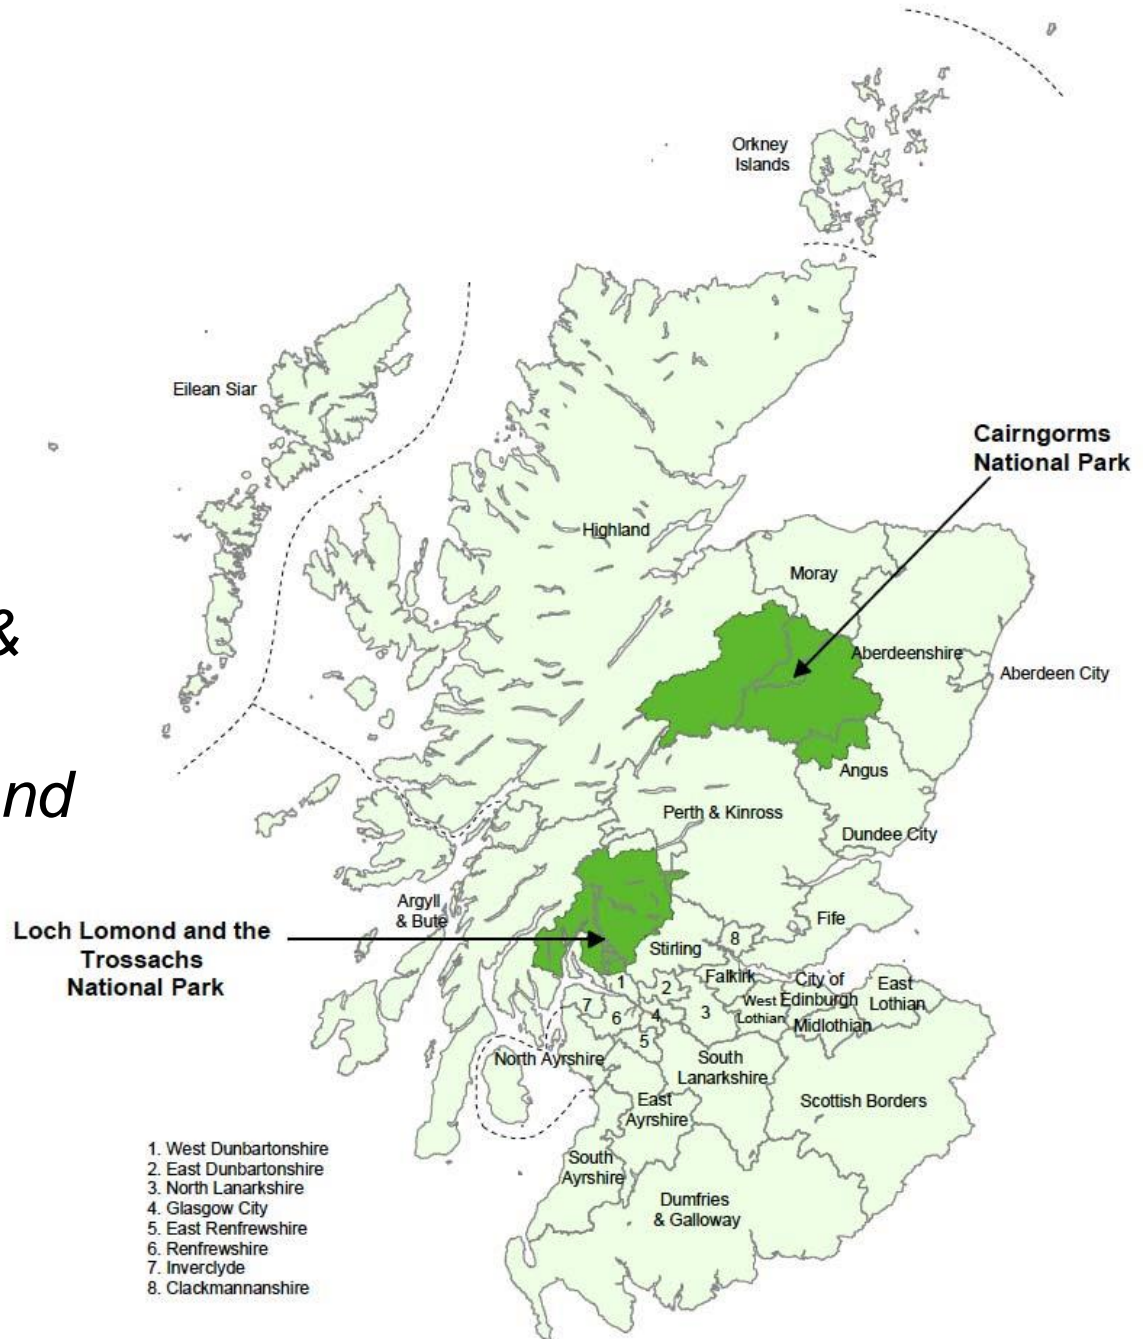 Orkney
Islands
Eilean Siar
Cairngorms
National Park
Highland
Moray
&
Aberdeenshire
Aberdeen City
nd
Angus
Perth & Kinross
Dundee City
Argyll
& Bute
Fife
Loch Lomond and the
Trossachs
National Park
8
Stirling
1
2
Falkirk
City of
Edinburgh
East
Lothian
West
Lothian
Midlothian
7
6
4
3
5
North Ayrshire
South
Lanarkshire
Scottish Borders
East
Ayrshire
South
Ayrshire
Dumfries
& Galloway
1. West Dunbartonshire
2. East Dunbartonshire
3. North Lanarkshire
4. Glasgow City
5. East Renfrewshire
6. Renfrewshire
7. Inverclyde
8. Clackmannanshire